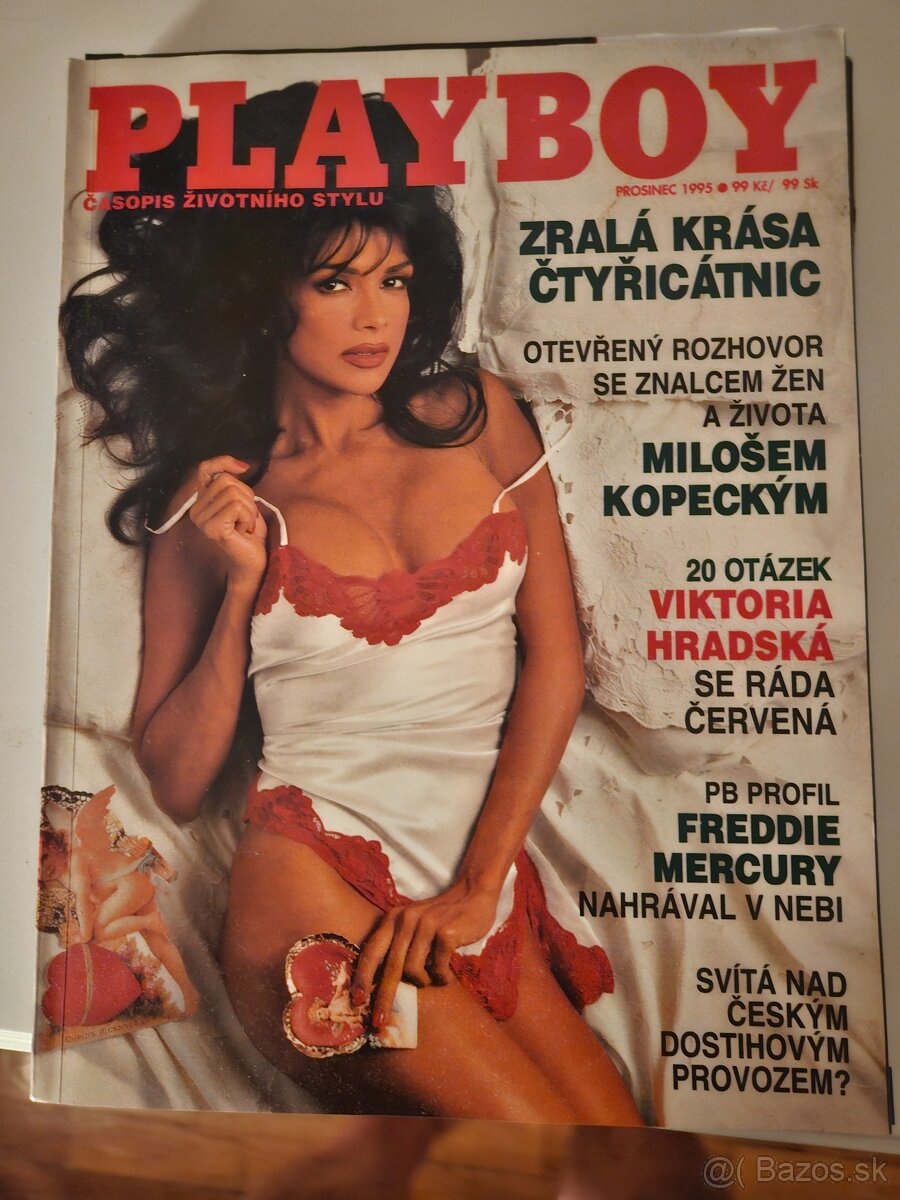 PLAYBOY
ČASOPIS ŽIVOTNÍHO STYLU
PROSINEC 1995 ● 99 Kč/ 99 Sk
ZRALÁ KRÁSA
ČTYŘICÁTNIC
OTEVŘENÝ ROZHOVOR
SE ZNALCEM ŽEN
A ŽIVOTA
MILOŠEM
KOPECKÝM
20 OTÁZEK
VIKTORIA
HRADSKÁ
SE RÁDA
ČERVENÁ
PB PROFIL
FREDDIE
MERCURY
NAHRÁVAL V NEBI
SVÍTÁ NAD
ČESKÝM
DOSTIHOVÝM
PROVOZEM?
@( Bazos.sk